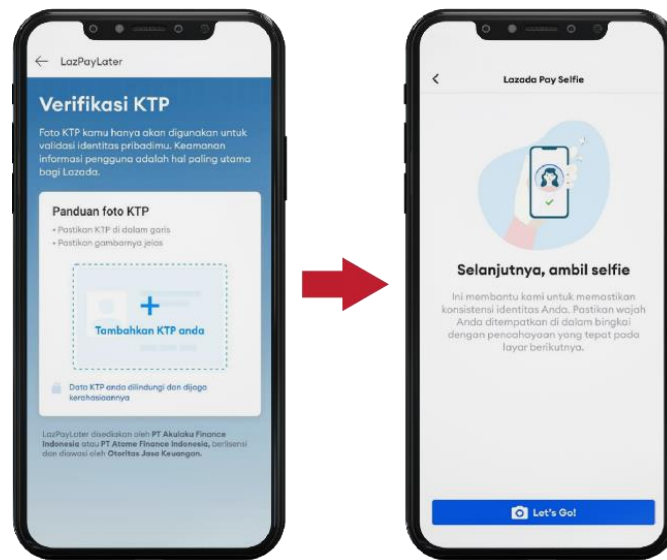 LazPayLater
Verifikasi KTP
Foto KTP kamu hanya akan digunakan untuk
validasi identitas pribadimu. Keamanan
informasi pengguna adalah hal paling utama
bagi Lazada.
Panduan foto KTP
• Pastikan KTP di dalam garis
• Pastikan gambarnya jelas
Tambahkan KTP anda
Data KTP anda dilindungi dan dijaga
kerahasiaannya
LazPayLater disediakan oleh PT Akulaku Finance
Indonesia atau PT Atome Finance Indonesia, berlisensi
dan diawasi oleh Otoritas Jasa Keuangan.
Lazada Pay Selfie
Selanjutnya, ambil selfie
Ini membantu kami untuk memastikan
konsistensi identitas Anda. Pastikan wajah
Anda ditempatkan di dalam bingkai
dengan pencahayaan yang tepat pada
layar berikutnya.
Let's Go!